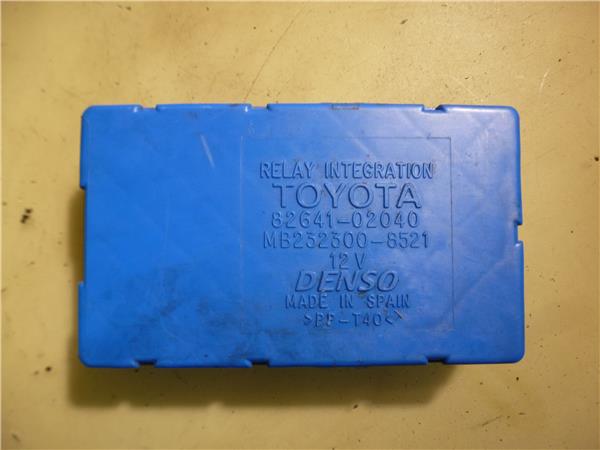 RELAY INTEGRATION
TOYOTA
82641-02040
MB232300-8521
12V
DENSO
MADE IN SPAIN
>PP-T40<